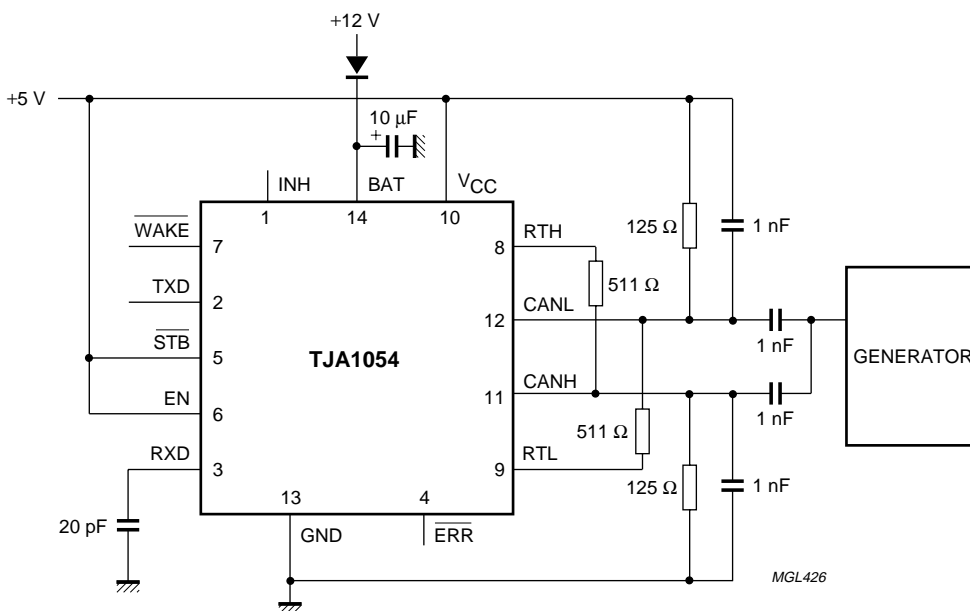 +12 V
+5 V
10 μF
+
INH
BAT
VCC
1
14
10
WAKE
7
RTH
8
125 Ω
1 nF
TXD
2
511 Ω
CANL
12
STB
5
TJA1054
1 nF
GENERATOR
EN
6
CANH
11
1 nF
RXD
3
511 Ω
RTL
9
125 Ω
1 nF
13
4
20 pF
GND
ERR
MGL426